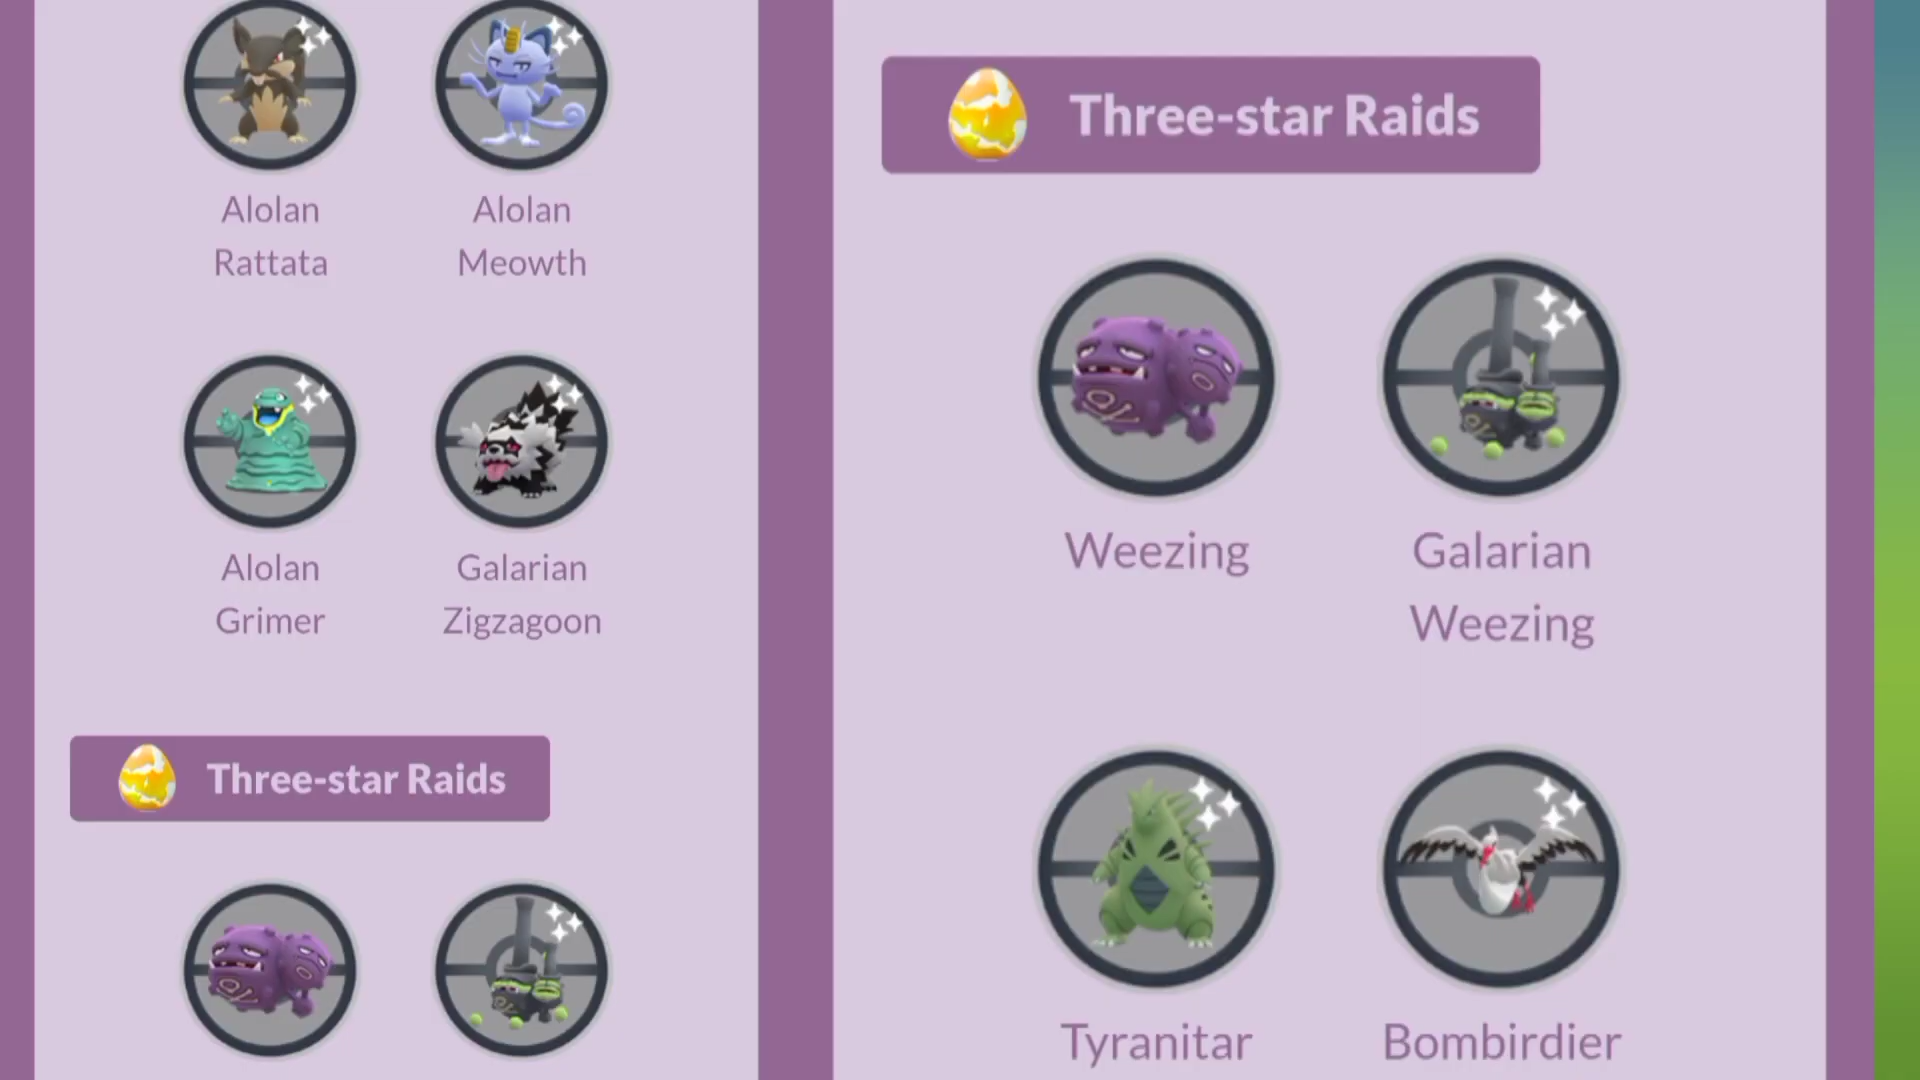 Alolan
Rattata
Alolan
Meowth
Alolan
Grimer
Galarian
Zigzagoon
Three-star Raids
Three-star Raids
Weezing
Galarian
Weezing
Tyranitar
Bombirdier